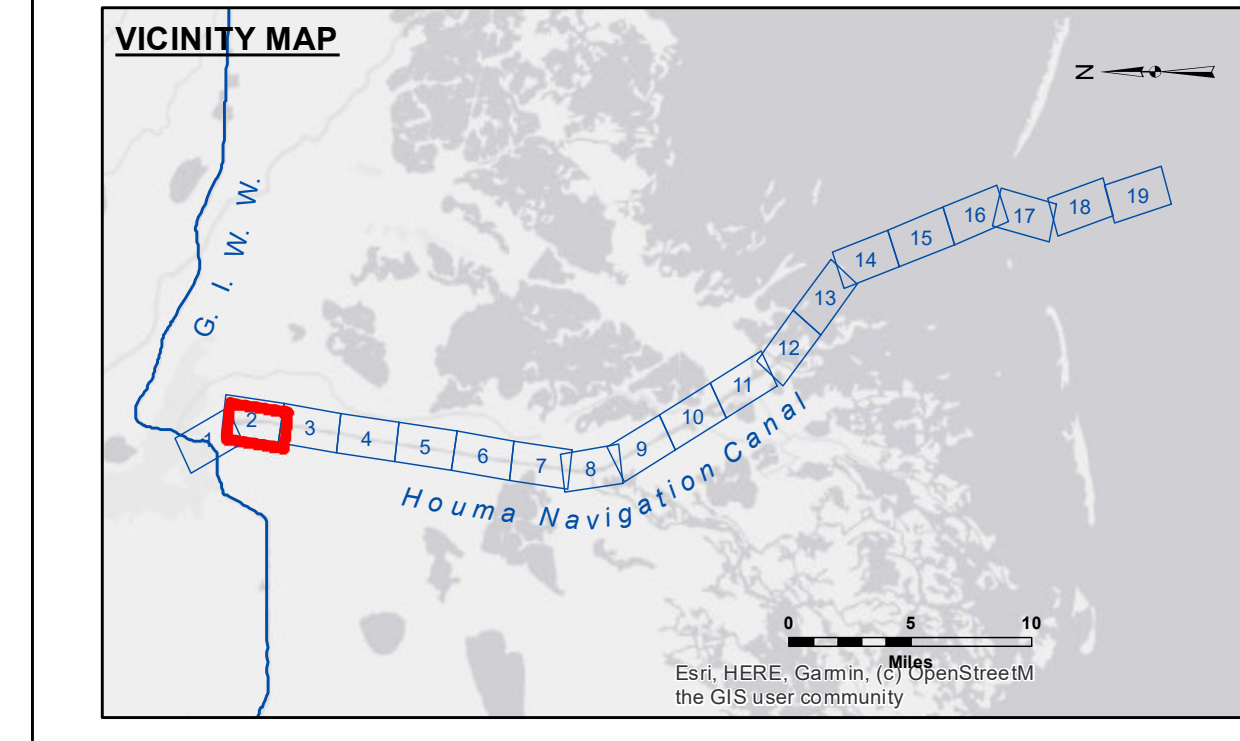 VICINITY MAP
N
G. I. W. W.
1
2
3
4
5
6
7
8
9
10
11
12
13
14
15
16
17
18
19
Houma Navigation Canal
0 5 10
Miles
Esri, HERE, Garmin, (c) OpenStreetM
the GIS user community